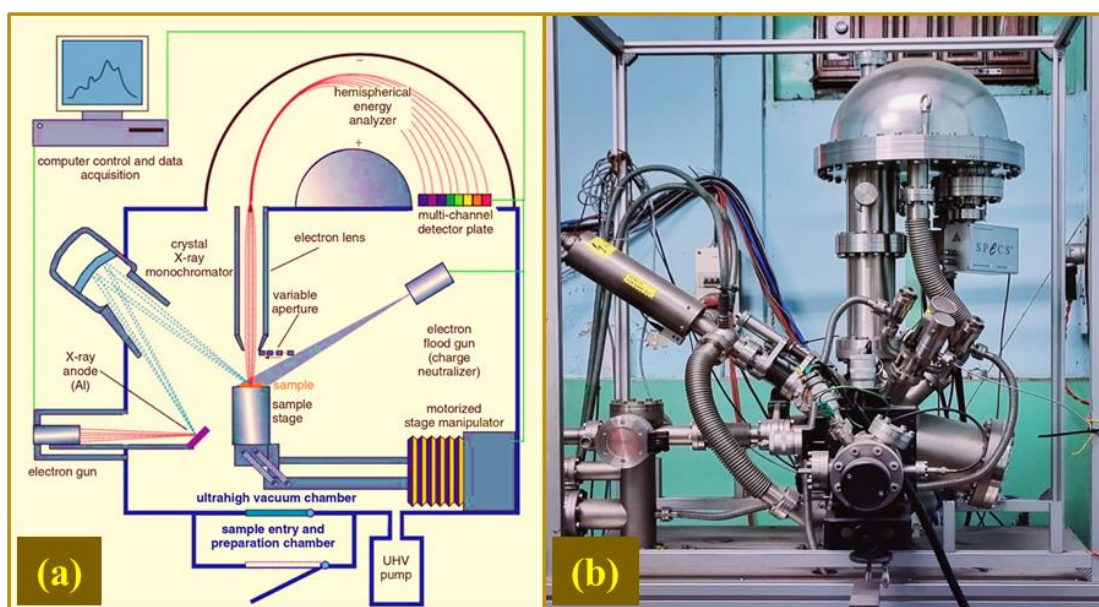 −
hemispherical
energy
analyzer
+
computer control and data
acquisition
multi-channel
detector plate
crystal
X-ray
monochromator
electron lens
variable
aperture
X-ray
anode
(Al)
electron
flood gun
(charge
neutralizer)
sample
sample
stage
motorized
stage manipulator
electron gun
ultrahigh vacuum chamber
sample entry and
preparation chamber
UHV
pump
(a)
SPECS
(b)